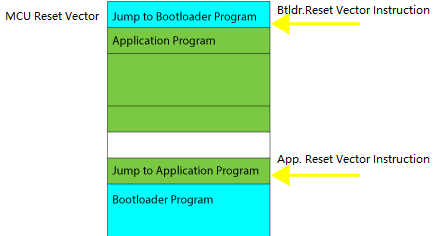 Btldr.Reset Vector Instruction
MCU Reset Vector
Jump to Bootloader Program
Application Program
App. Reset Vector Instruction
Jump to Application Program
Bootloader Program